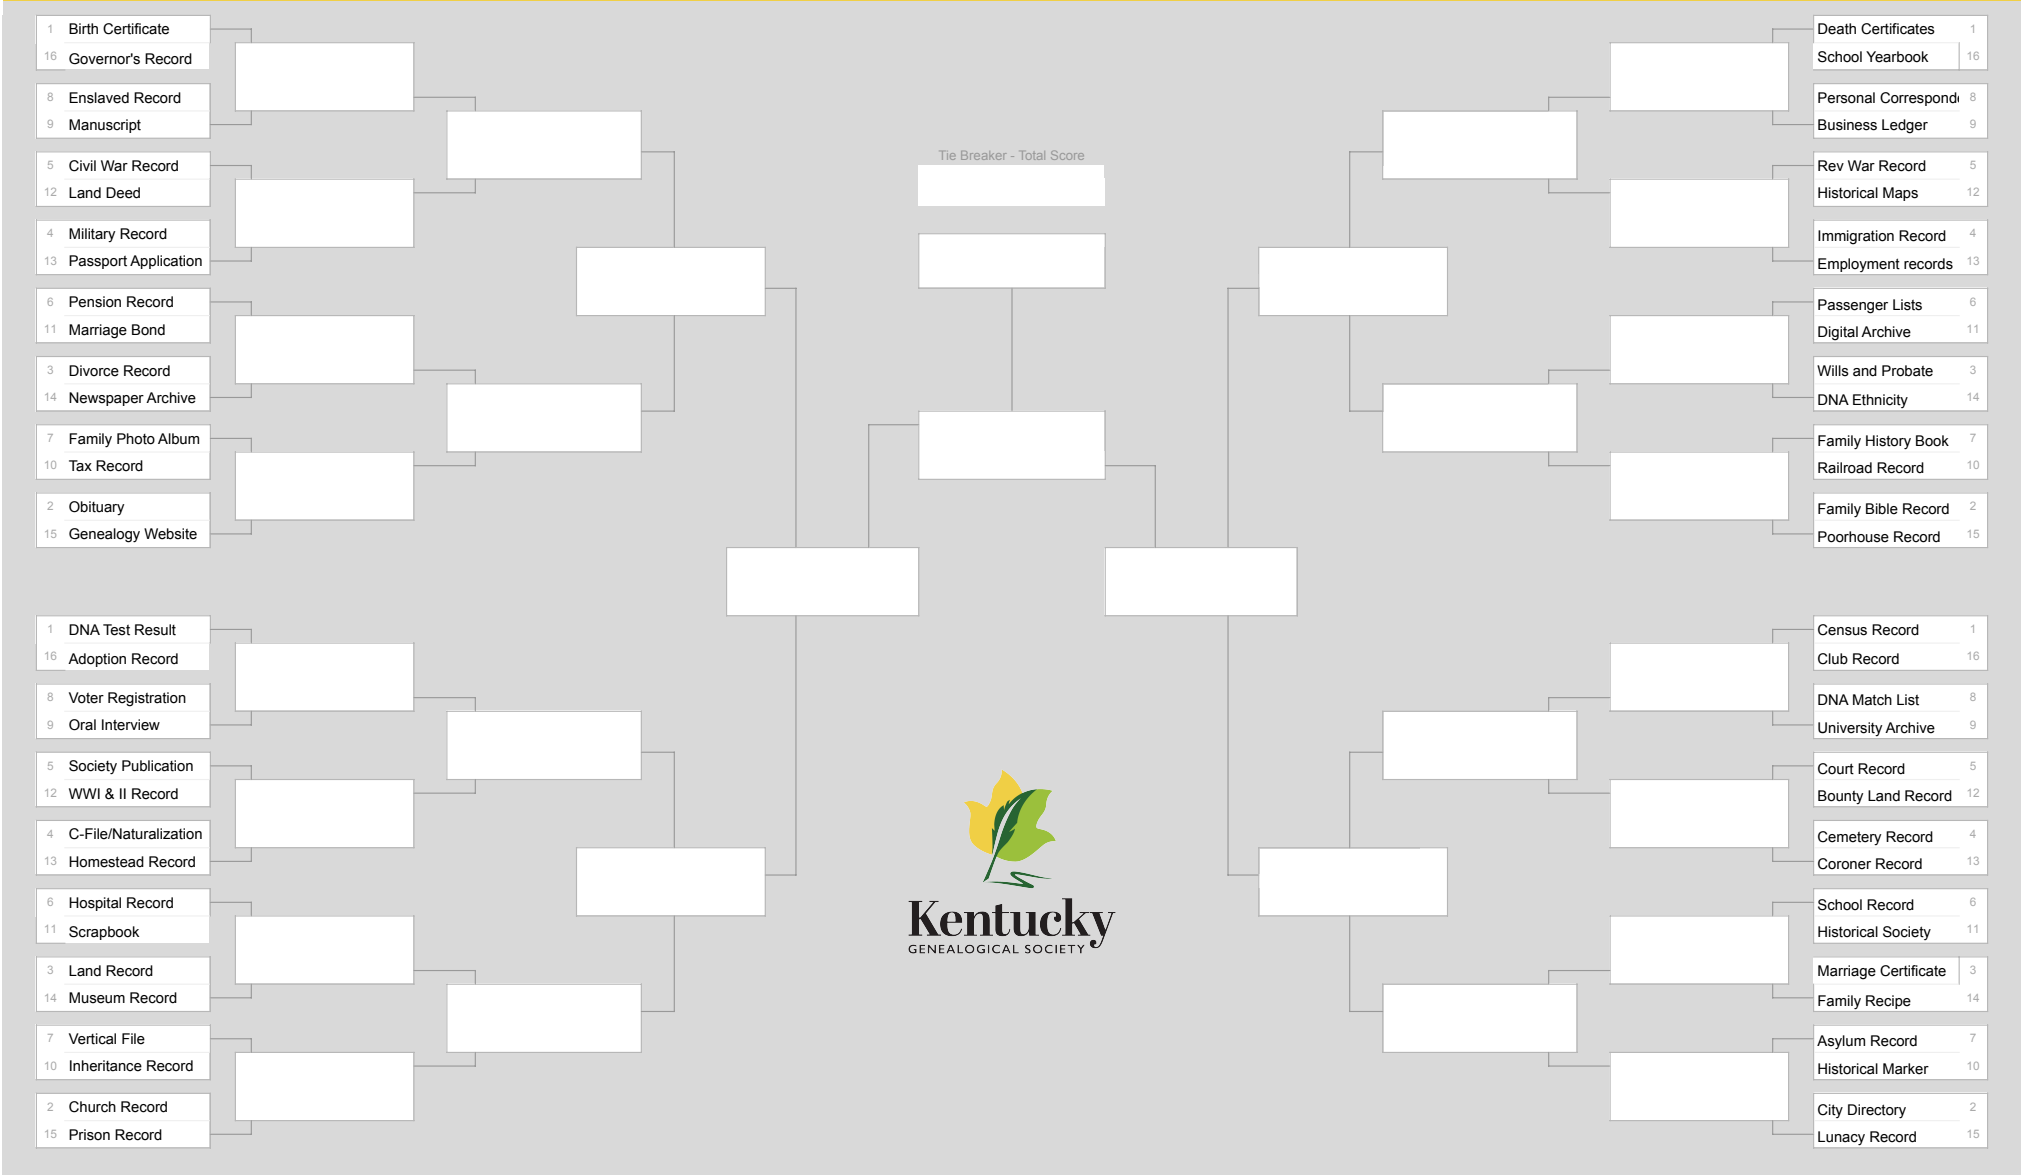 1 Birth Certificate
16 Governor's Record
8 Enslaved Record
9 Manuscript
5 Civil War Record
12 Land Deed
4 Military Record
13 Passport Application
6 Pension Record
11 Marriage Bond
3 Divorce Record
14 Newspaper Archive
7 Family Photo Album
10 Tax Record
2 Obituary
15 Genealogy Website
1 DNA Test Result
16 Adoption Record
8 Voter Registration
9 Oral Interview
5 Society Publication
12 WWI & II Record
4 C-File/Naturalization
13 Homestead Record
6 Hospital Record
11 Scrapbook
3 Land Record
14 Museum Record
7 Vertical File
10 Inheritance Record
2 Church Record
15 Prison Record
Tie Breaker - Total Score
Kentucky
GENEALOGICAL SOCIETY
Death Certificates 1
School Yearbook 16
Personal Correspond 8
Business Ledger 9
Rev War Record 5
Historical Maps 12
Immigration Record 4
Employment records 13
Passenger Lists 6
Digital Archive 11
Wills and Probate 3
DNA Ethnicity 14
Family History Book 7
Railroad Record 10
Family Bible Record 2
Poorhouse Record 15
Census Record 1
Club Record 16
DNA Match List 8
University Archive 9
Court Record 5
Bounty Land Record 12
Cemetery Record 4
Coroner Record 13
School Record 6
Historical Society 11
Marriage Certificate 3
Family Recipe 14
Asylum Record 7
Historical Marker 10
City Directory 2
Lunacy Record 15